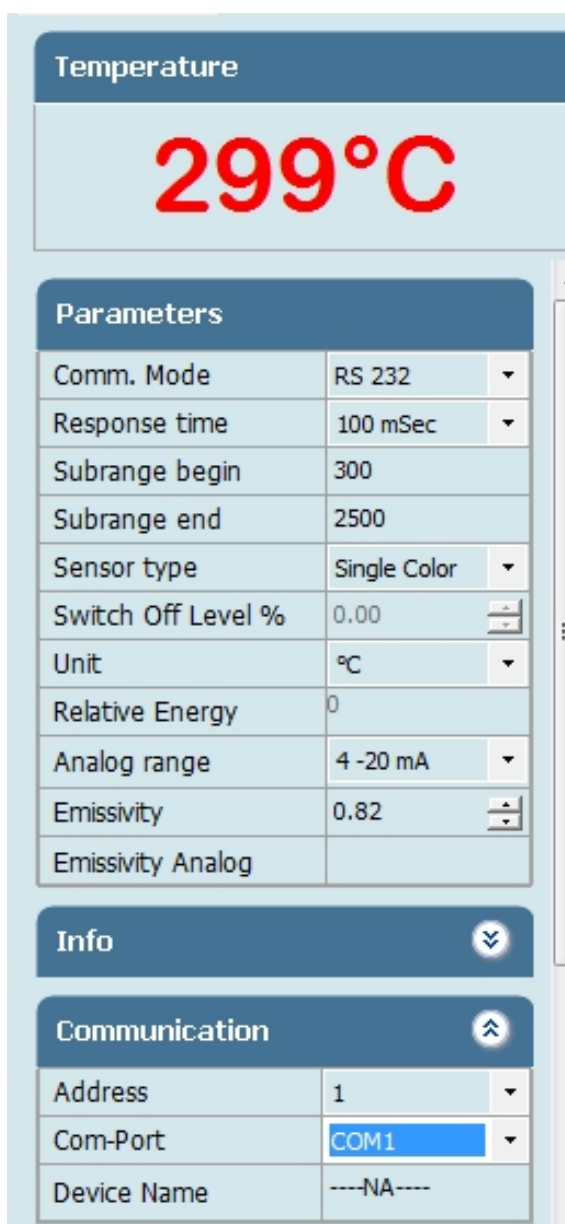 Temperature
299°C
Parameters
Comm. Mode RS 232
Response time 100 mSec
Subrange begin 300
Subrange end 2500
Sensor type Single Color
Switch Off Level % 0.00
Unit °C
Relative Energy 0
Analog range 4 -20 mA
Emissivity 0.82
Emissivity Analog
Info
Communication
Address 1
Com-Port COM1
Device Name ----NA----